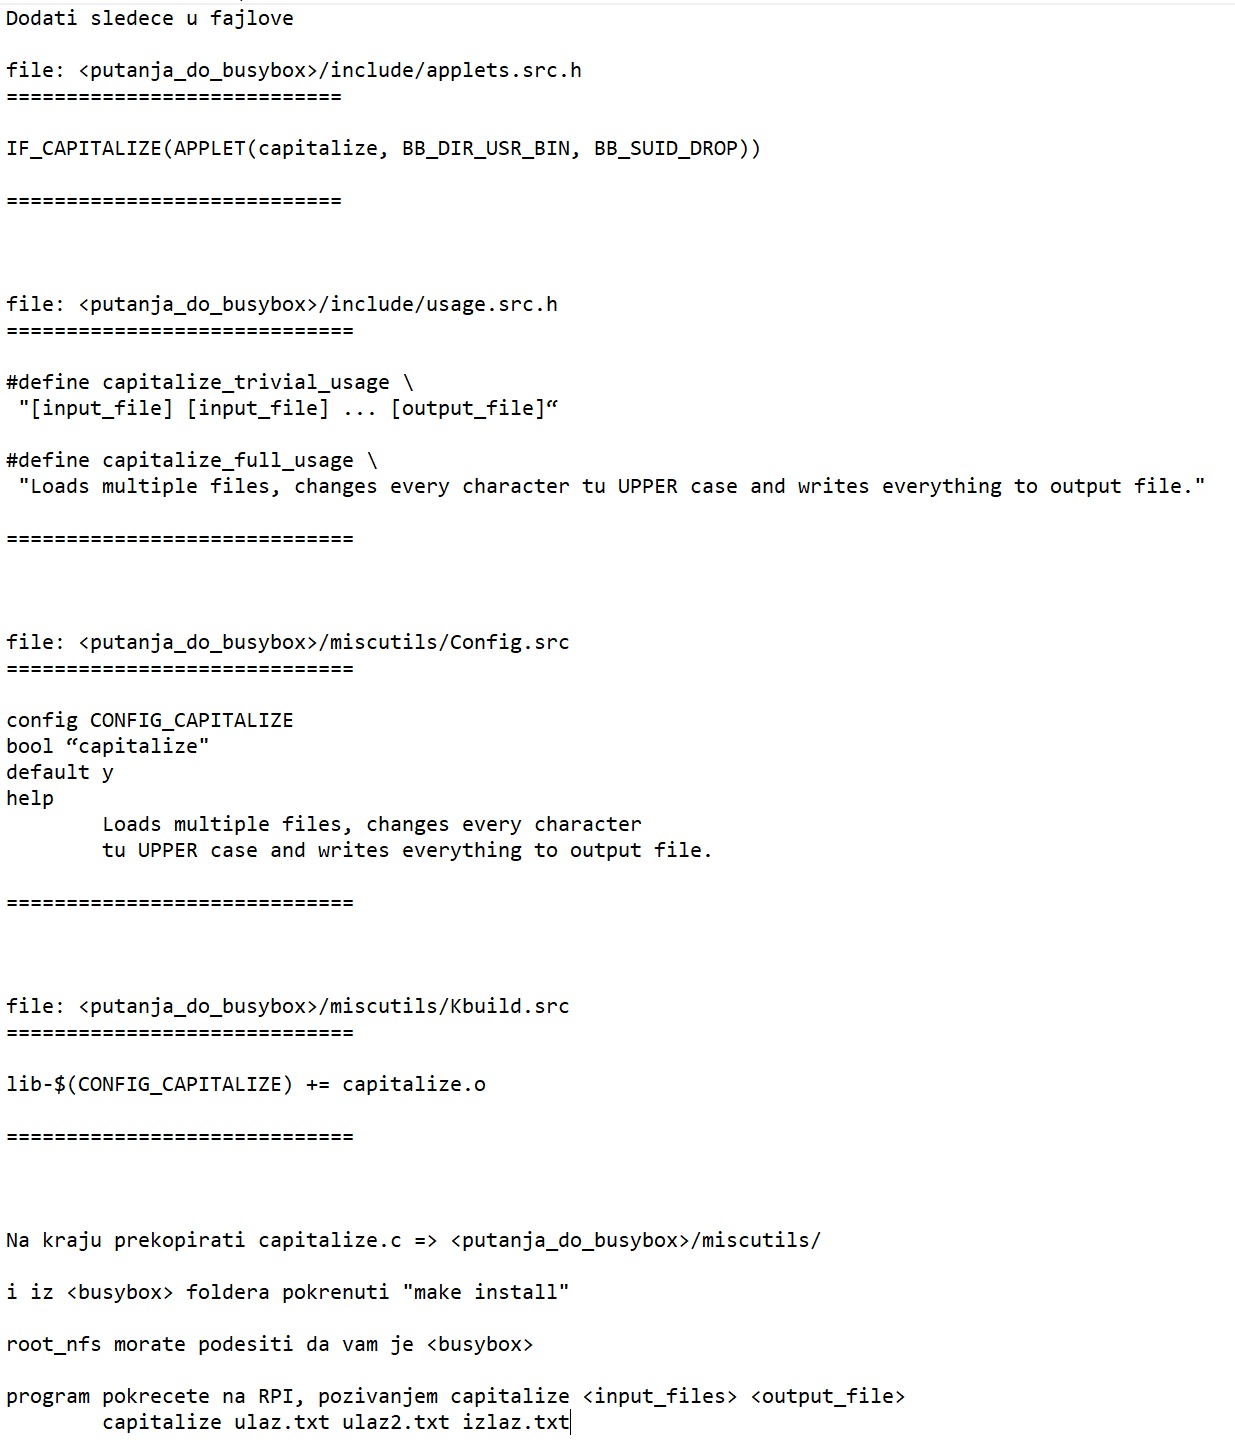 Dodati sledece u fajlove
file: <putanja_do_busybox>/include/applets.src.h
============================
IF_CAPITALIZE(APPLET(capitalize, BB_DIR_USR_BIN, BB_SUID_DROP))
============================
file: <putanja_do_busybox>/include/usage.src.h
=============================
#define capitalize_trivial_usage \
 "[input_file] [input_file] ... [output_file]“
#define capitalize_full_usage \
 "Loads multiple files, changes every character tu UPPER case and writes everything to output file."
=============================
file: <putanja_do_busybox>/miscutils/Config.src
=============================
config CONFIG_CAPITALIZE
bool “capitalize"
default y
help
        Loads multiple files, changes every character
        tu UPPER case and writes everything to output file.
=============================
file: <putanja_do_busybox>/miscutils/Kbuild.src
=============================
lib-$(CONFIG_CAPITALIZE) += capitalize.o
=============================
Na kraju prekopirati capitalize.c => <putanja_do_busybox>/miscutils/
i iz <busybox> foldera pokrenuti "make install"
root_nfs morate podesiti da vam je <busybox>
program pokrecete na RPI, pozivanjem capitalize <input_files> <output_file>
        capitalize ulaz.txt ulaz2.txt izlaz.txt